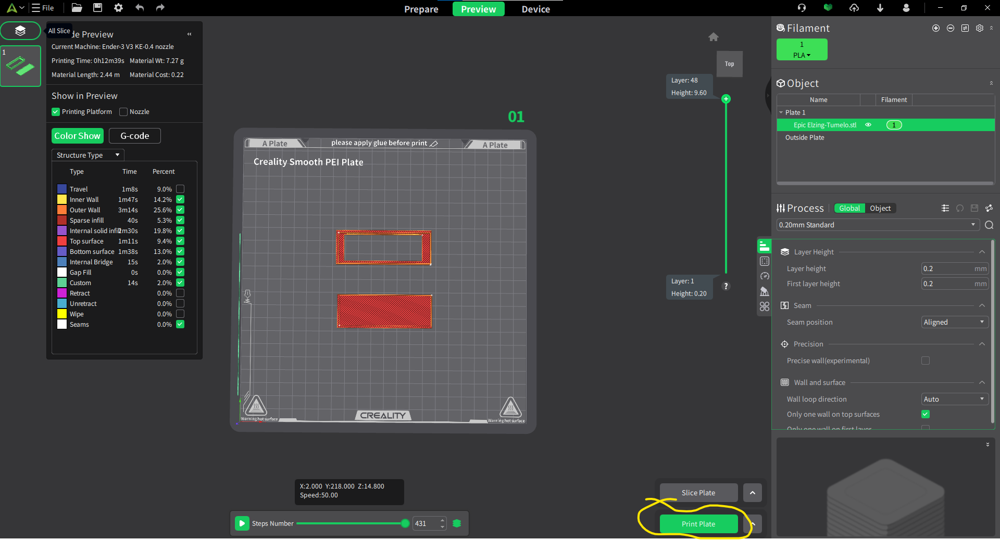 File
Prepare
Preview
Device
All Slice
de Preview
Current Machine: Ender-3 V3 KE-0.4 nozzle
Printing Time: 0h12m39s Material Wt: 7.27 g
Material Length: 2.44 m Material Cost: 0.22
Show in Preview
Printing Platform
Nozzle
Color Show
G-code
Structure Type
Type Time Percent
Travel 1m8s 9.0%
Inner Wall 1m47s 14.2%
Outer Wall 3m14s 25.6%
Sparse infill 40s 5.3%
Internal solid infill 2m30s 19.8%
Top surface 1m11s 9.4%
Bottom surface 1m38s 13.0%
Internal Bridge 15s 2.0%
Gap Fill 0s 0.0%
Custom 14s 2.0%
Retract 0.0%
Unretract 0.0%
Wipe 0.0%
Seams 0.0%
1
01
A Plate
please apply glue before print
A Plate
Creality Smooth PEI Plate
Warning hot surface
CREALITY
Warning hot surface
X:2.000 Y:218.000 Z:14.800
Speed:50.00
Steps Number
431
Top
Layer: 48
Height: 9.60
Layer: 1
Height: 0.20
?
Slice Plate
Print Plate
Filament
1
PLA
Object
Name Filament
Plate 1
Epic Elzing-Tumelo.stl 1
Outside Plate
Process
Global
Object
0.20mm Standard
Layer Height
Layer height 0.2 mm
First layer height 0.2 mm
Seam
Seam position Aligned
Precision
Precise wall(experimental)
Wall and surface
Wall loop direction Auto
Only one wall on top surfaces
Only one wall on first layer